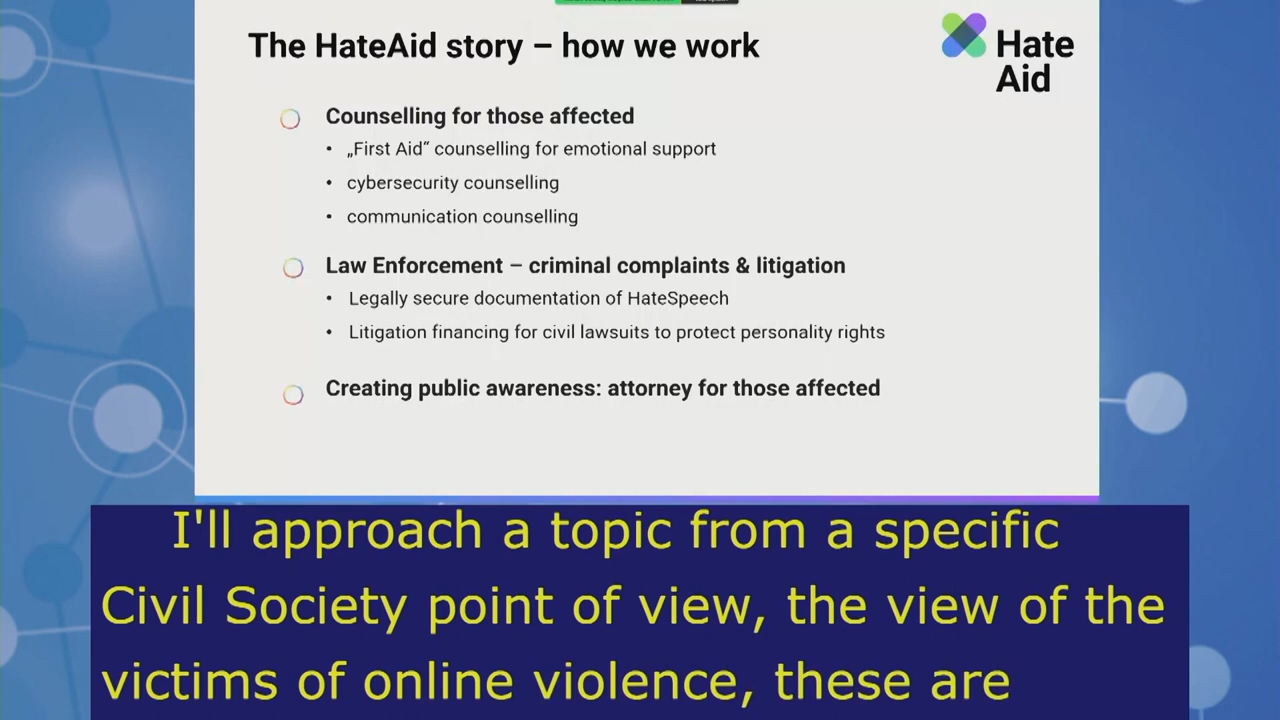 The HateAid story – how we work
Hate
Aid
Counselling for those affected
• „First Aid“ counselling for emotional support
• cybersecurity counselling
• communication counselling
Law Enforcement – criminal complaints & litigation
• Legally secure documentation of HateSpeech
• Litigation financing for civil lawsuits to protect personality rights
Creating public awareness: attorney for those affected
I'll approach a topic from a specific
Civil Society point of view, the view of the
victims of online violence, these are